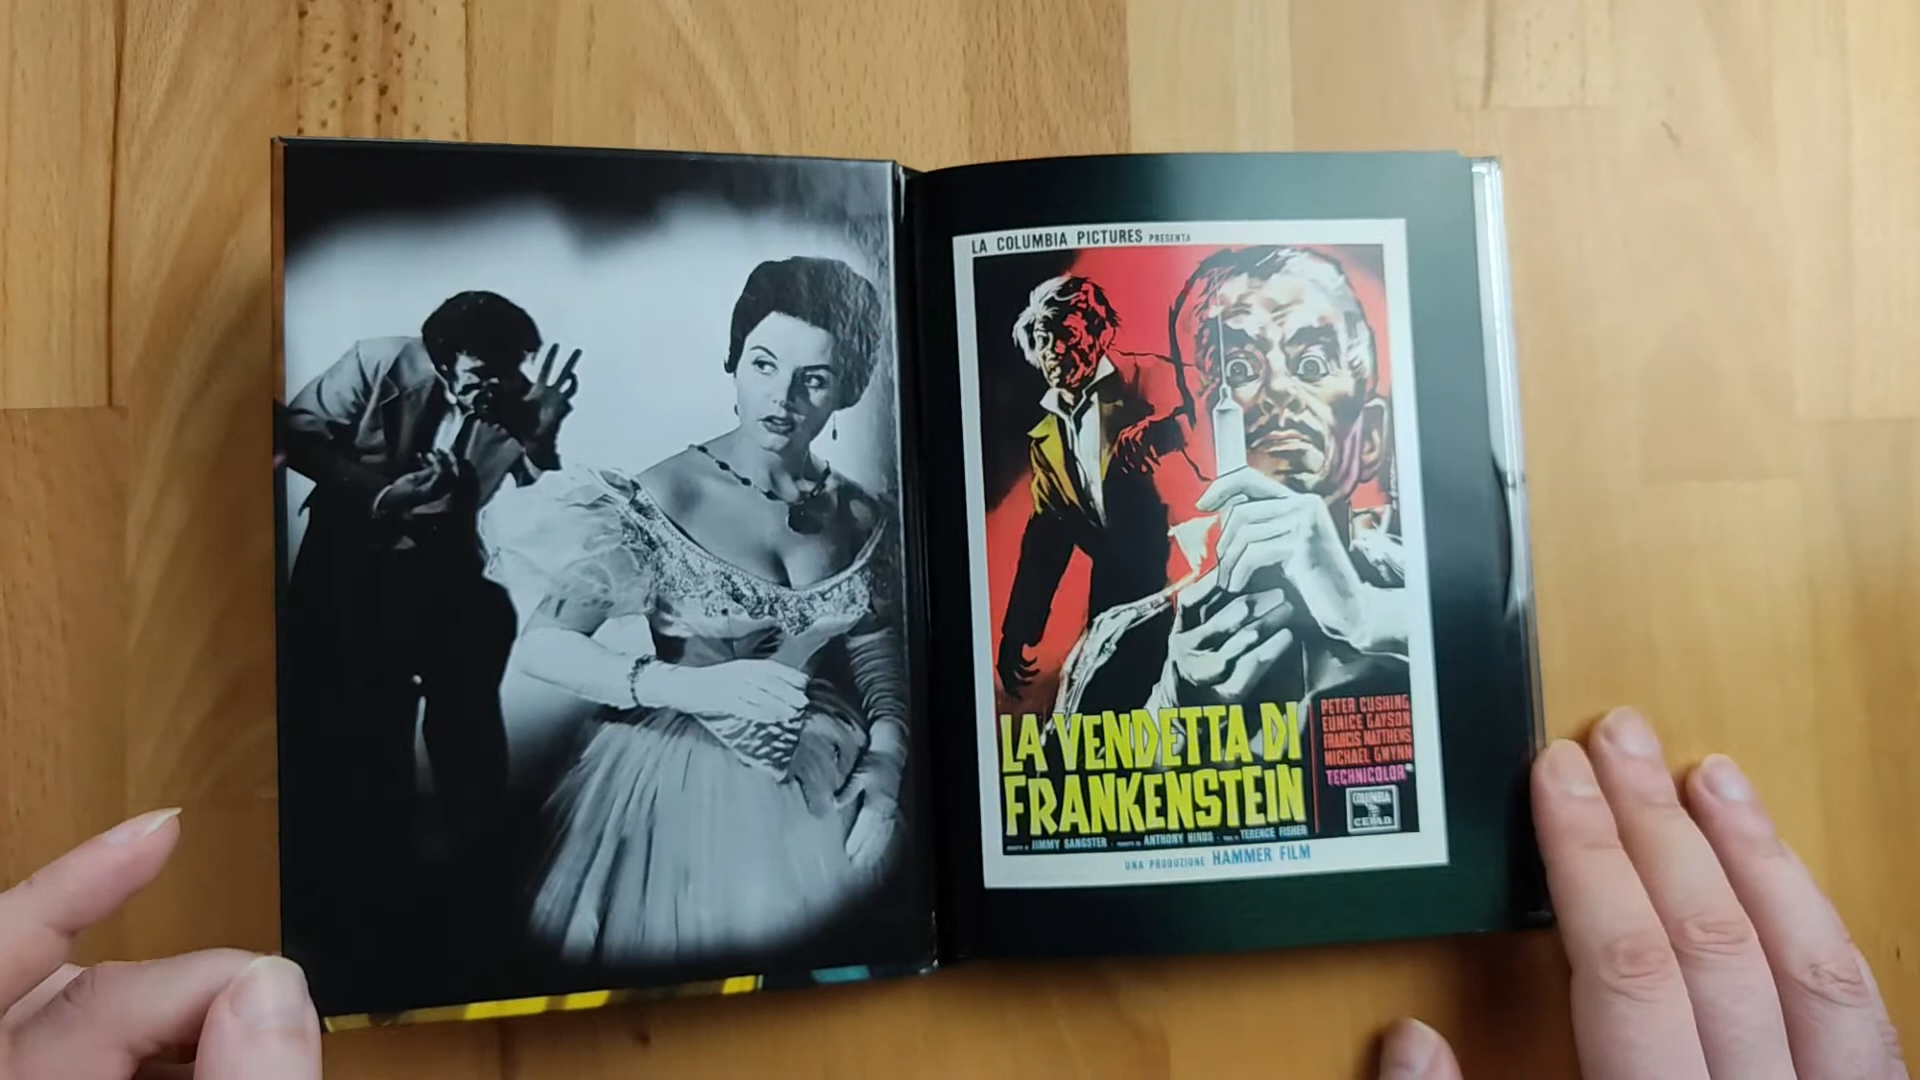 LA COLUMBIA PICTURES PRESENTA
LA VENDETTA DI
FRANKENSTEIN
PETER CUSHING
EUNICE GAYSON
FRANCIS MATTHEWS
MICHAEL GWYNN
TECHNICOLOR
COLUMBIA
CEIAD
JIMMY SANGSTER · ANTHONY HINDS · TERENCE FISHER
UNA PRODUZIONE HAMMER FILM